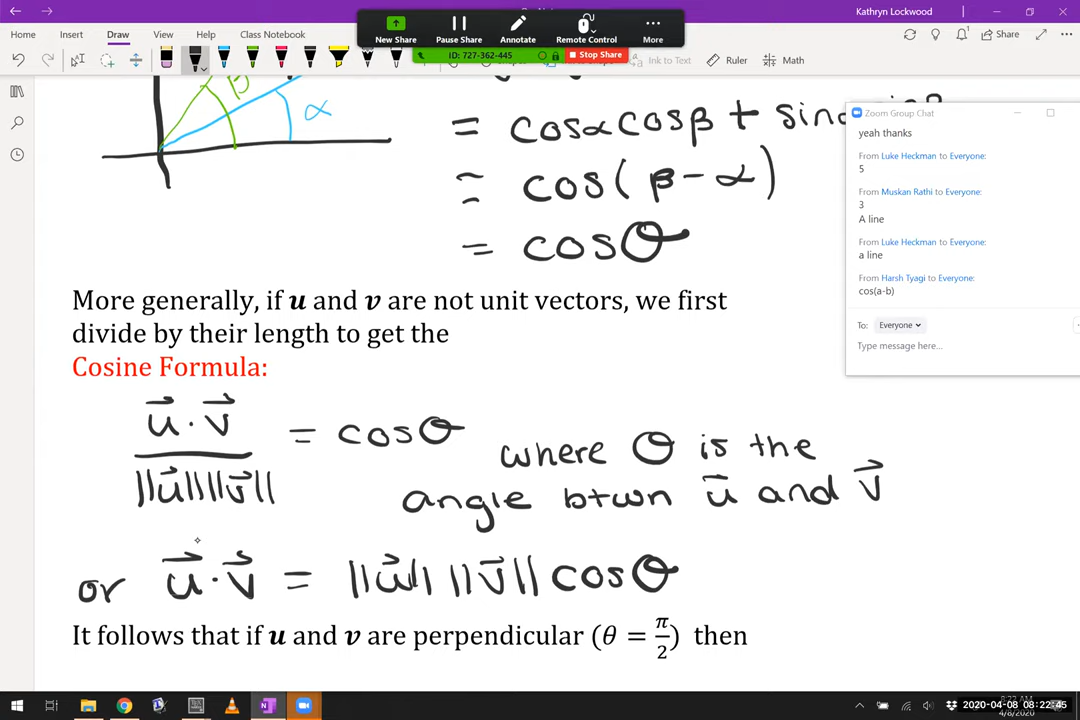 Kathryn Lockwood
New Share
Pause Share
Annotate
Remote Control
More
ID: 727-362-445
Stop Share
Home
Insert
Draw
View
Help
Class Notebook
Share
Ink to Text
Ruler
Math
β
α
= cosαcosβ + sin
= cos(β-α)
= cosθ
More generally, if u and v are not unit vectors, we first
divide by their length to get the
Cosine Formula:
u⃗ · v⃗ / ||u⃗|| ||v⃗|| = cosθ where θ is the
angle btwn u⃗ and v⃗
or u⃗ · v⃗ = ||u⃗|| ||v⃗|| cosθ
It follows that if u and v are perpendicular (θ = π/2) then
Zoom Group Chat
yeah thanks
From Luke Heckman to Everyone:
5
From Muskan Rathi to Everyone:
3
A line
From Luke Heckman to Everyone:
a line
From Harsh Tyagi to Everyone:
cos(a-b)
To: Everyone
Type message here...
2020-04-08 08:22:45
4/8/2020